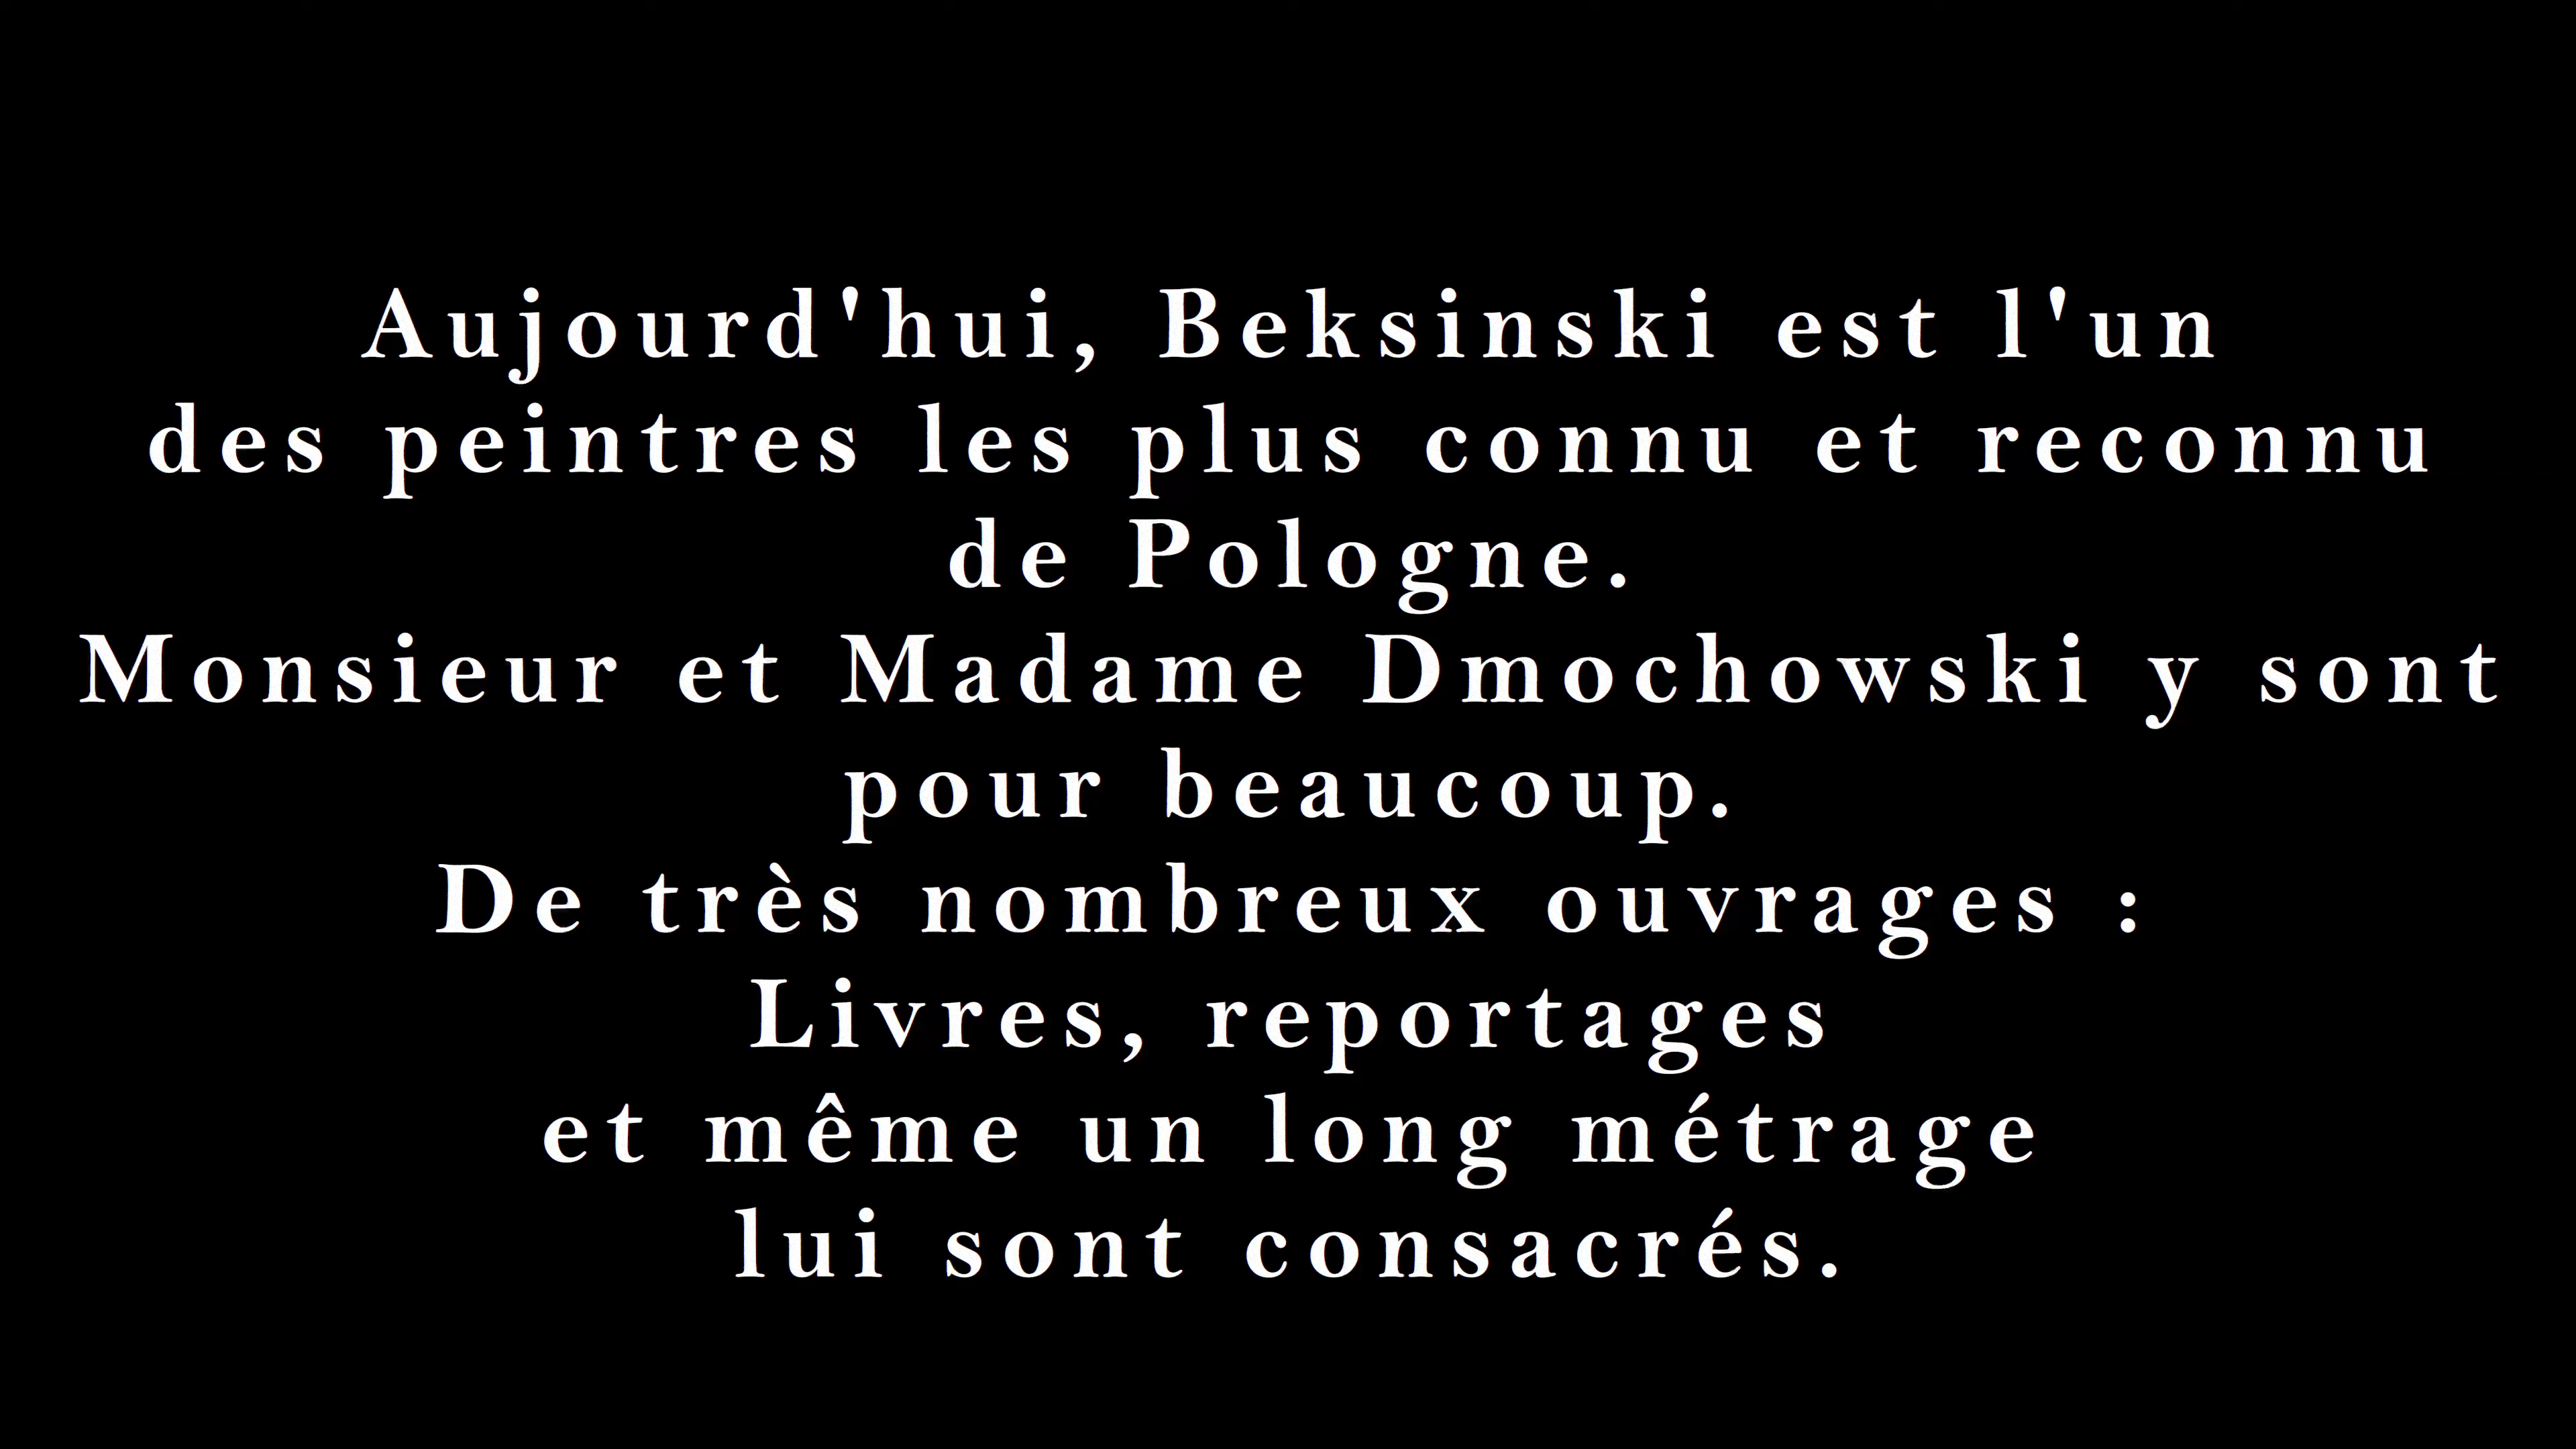 Aujourd'hui, Beksinski est l'un
des peintres les plus connu et reconnu
de Pologne.
Monsieur et Madame Dmochowski y sont
pour beaucoup.
De très nombreux ouvrages :
Livres, reportages
et même un long métrage
lui sont consacrés.